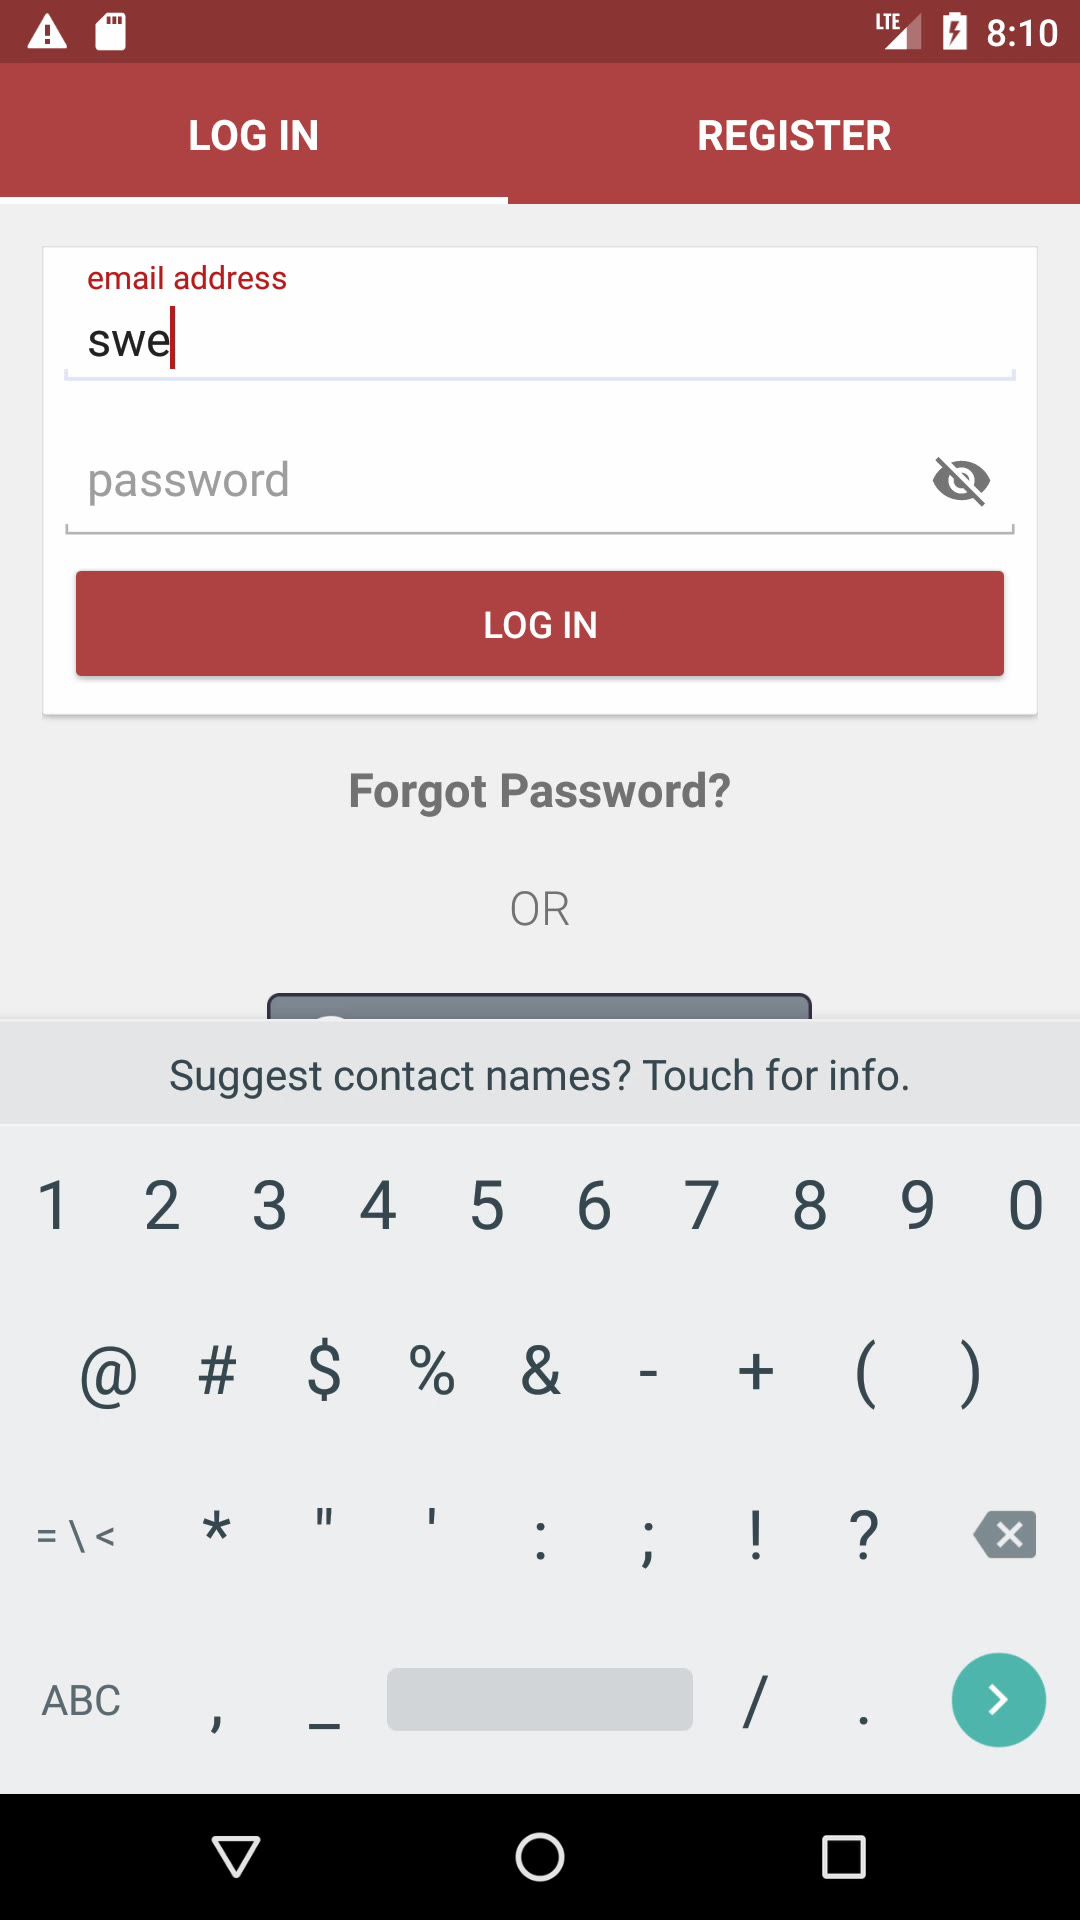 LTE 8:10
LOG IN REGISTER
email address
swe
password
LOG IN
Forgot Password?
OR
Suggest contact names? Touch for info.
1 2 3 4 5 6 7 8 9 0
@ # $ % & - + ( )
= \ < * " ' : ; ! ?
ABC , _ / .